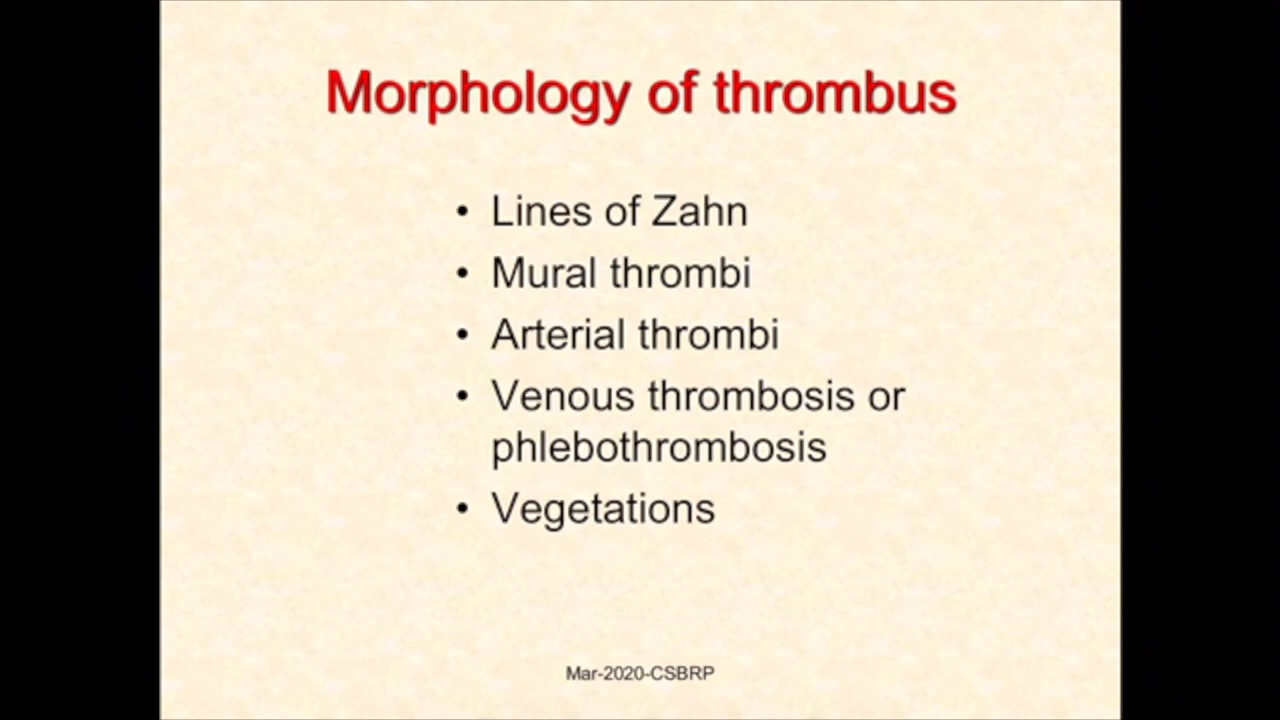 Morphology of thrombus
• Lines of Zahn
• Mural thrombi
• Arterial thrombi
• Venous thrombosis or
phlebothrombosis
• Vegetations
Mar-2020-CSBRP